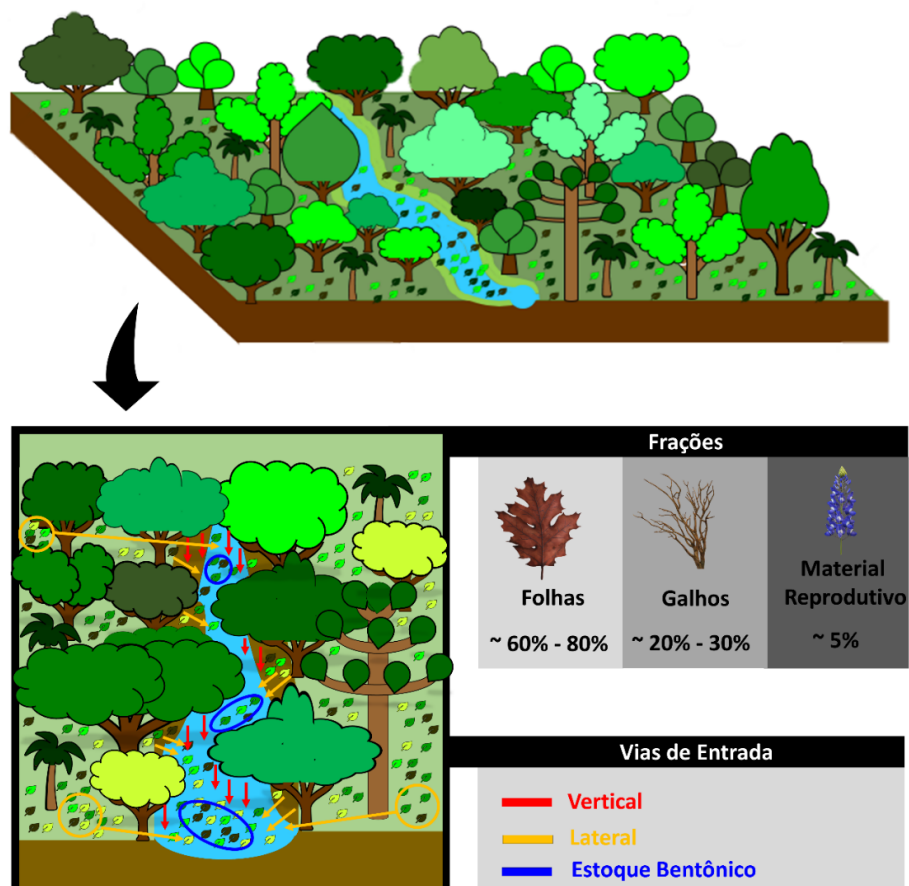 Frações
Folhas
Galhos
Material
Reprodutivo
~ 60% - 80%
~ 20% - 30%
~ 5%
Vias de Entrada
Vertical
Lateral
Estoque Bentônico